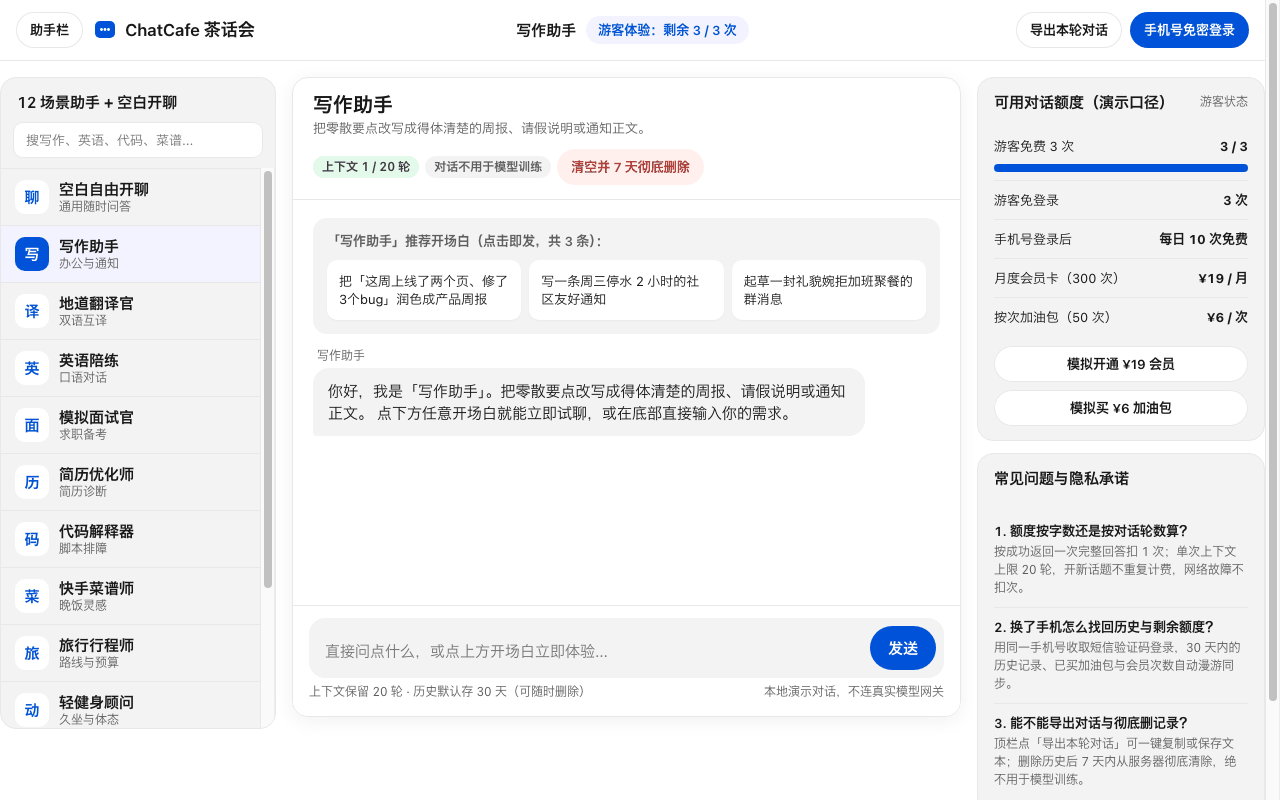 助手栏
ChatCafe 茶话会
写作助手
游客体验：剩余 3 / 3 次
导出本轮对话
手机号免密登录
12 场景助手 + 空白开聊
搜写作、英语、代码、菜谱...
聊
空白自由开聊
通用随时问答
写
写作助手
办公与通知
译
地道翻译官
双语互译
英
英语陪练
口语对话
面
模拟面试官
求职备考
历
简历优化师
简历诊断
码
代码解释器
脚本排障
菜
快手菜谱师
晚饭灵感
旅
旅行行程师
路线与预算
动
轻健身顾问
久坐与体态
写作助手
把零散要点改写成得体清楚的周报、请假说明或通知正文。
上下文 1 / 20 轮
对话不用于模型训练
清空并 7 天彻底删除
「写作助手」推荐开场白（点击即发，共 3 条）：
把「这周上线了两个页、修了
3个bug」润色成产品周报
写一条周三停水 2 小时的社
区友好通知
起草一封礼貌婉拒加班聚餐的
群消息
写作助手
你好，我是「写作助手」。把零散要点改写成得体清楚的周报、请假说明或通知
正文。 点下方任意开场白就能立即试聊，或在底部直接输入你的需求。
直接问点什么，或点上方开场白立即体验...
发送
上下文保留 20 轮 · 历史默认存 30 天（可随时删除）
本地演示对话，不连真实模型网关
可用对话额度（演示口径）
游客状态
游客免费 3 次
3 / 3
游客免登录
3 次
手机号登录后
每日 10 次免费
月度会员卡（300 次）
¥19 / 月
按次加油包（50 次）
¥6 / 次
模拟开通 ¥19 会员
模拟买 ¥6 加油包
常见问题与隐私承诺
1. 额度按字数还是按对话轮数算？
按成功返回一次完整回答扣 1 次；单次上下文
上限 20 轮，开新话题不重复计费，网络故障不
扣次。
2. 换了手机怎么找回历史与剩余额度？
用同一手机号收取短信验证码登录，30 天内的
历史记录、已买加油包与会员次数自动漫游同
步。
3. 能不能导出对话与彻底删记录？
顶栏点「导出本轮对话」可一键复制或保存文
本；删除历史后 7 天内从服务器彻底清除，绝
不用于模型训练。